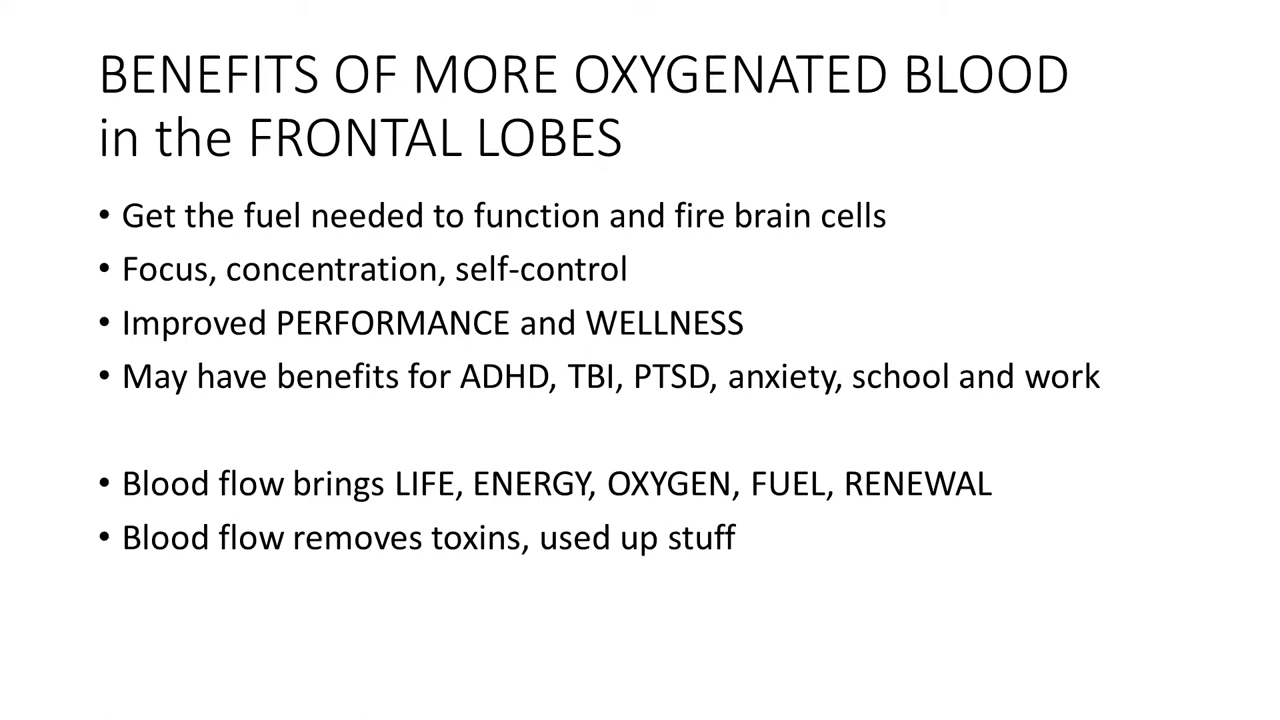 BENEFITS OF MORE OXYGENATED BLOOD
in the FRONTAL LOBES
• Get the fuel needed to function and fire brain cells
• Focus, concentration, self-control
• Improved PERFORMANCE and WELLNESS
• May have benefits for ADHD, TBI, PTSD, anxiety, school and work
• Blood flow brings LIFE, ENERGY, OXYGEN, FUEL, RENEWAL
• Blood flow removes toxins, used up stuff